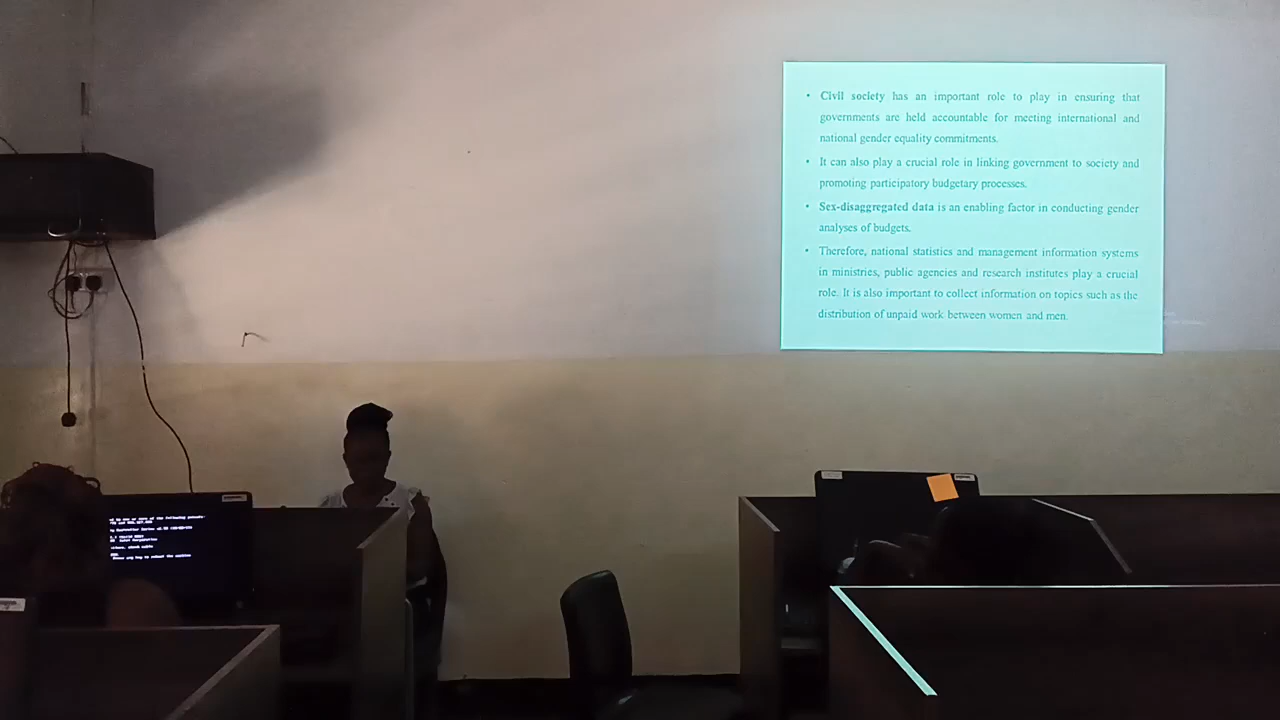 • Civil society has an important role to play in ensuring that
governments are held accountable for meeting international and
national gender equality commitments.
• It can also play a crucial role in linking government to society and
promoting participatory budgetary processes.
• Sex-disaggregated data is an enabling factor in conducting gender
analyses of budgets.
• Therefore, national statistics and management information systems
in ministries, public agencies and research institutes play a crucial
role. It is also important to collect information on topics such as the
distribution of unpaid work between women and men.